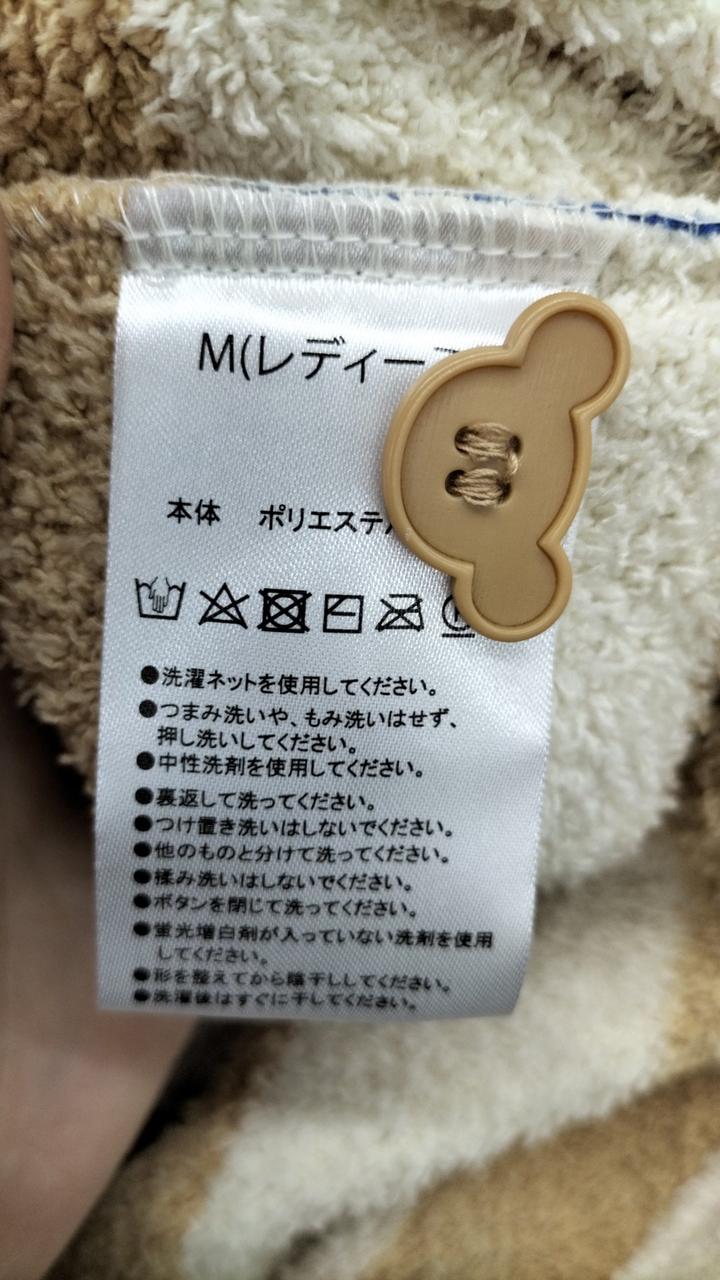 M(レディー
本体 ポリエステ
●洗濯ネットを使用してください。
●つまみ洗いや、もみ洗いはせず、
押し洗いしてください。
●中性洗剤を使用してください。
●裏返して洗ってください。
●つけ置き洗いはしないでください。
●他のものと分けて洗ってください。
●揉み洗いはしないでください。
●ボタンを閉じて洗ってください。
●蛍光増白剤が入っていない洗剤を使用
してください。
●形を整えてから陰干ししてください。
●洗濯後はすぐに干してください。